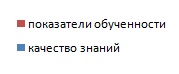 показатели обученности
качество знаний